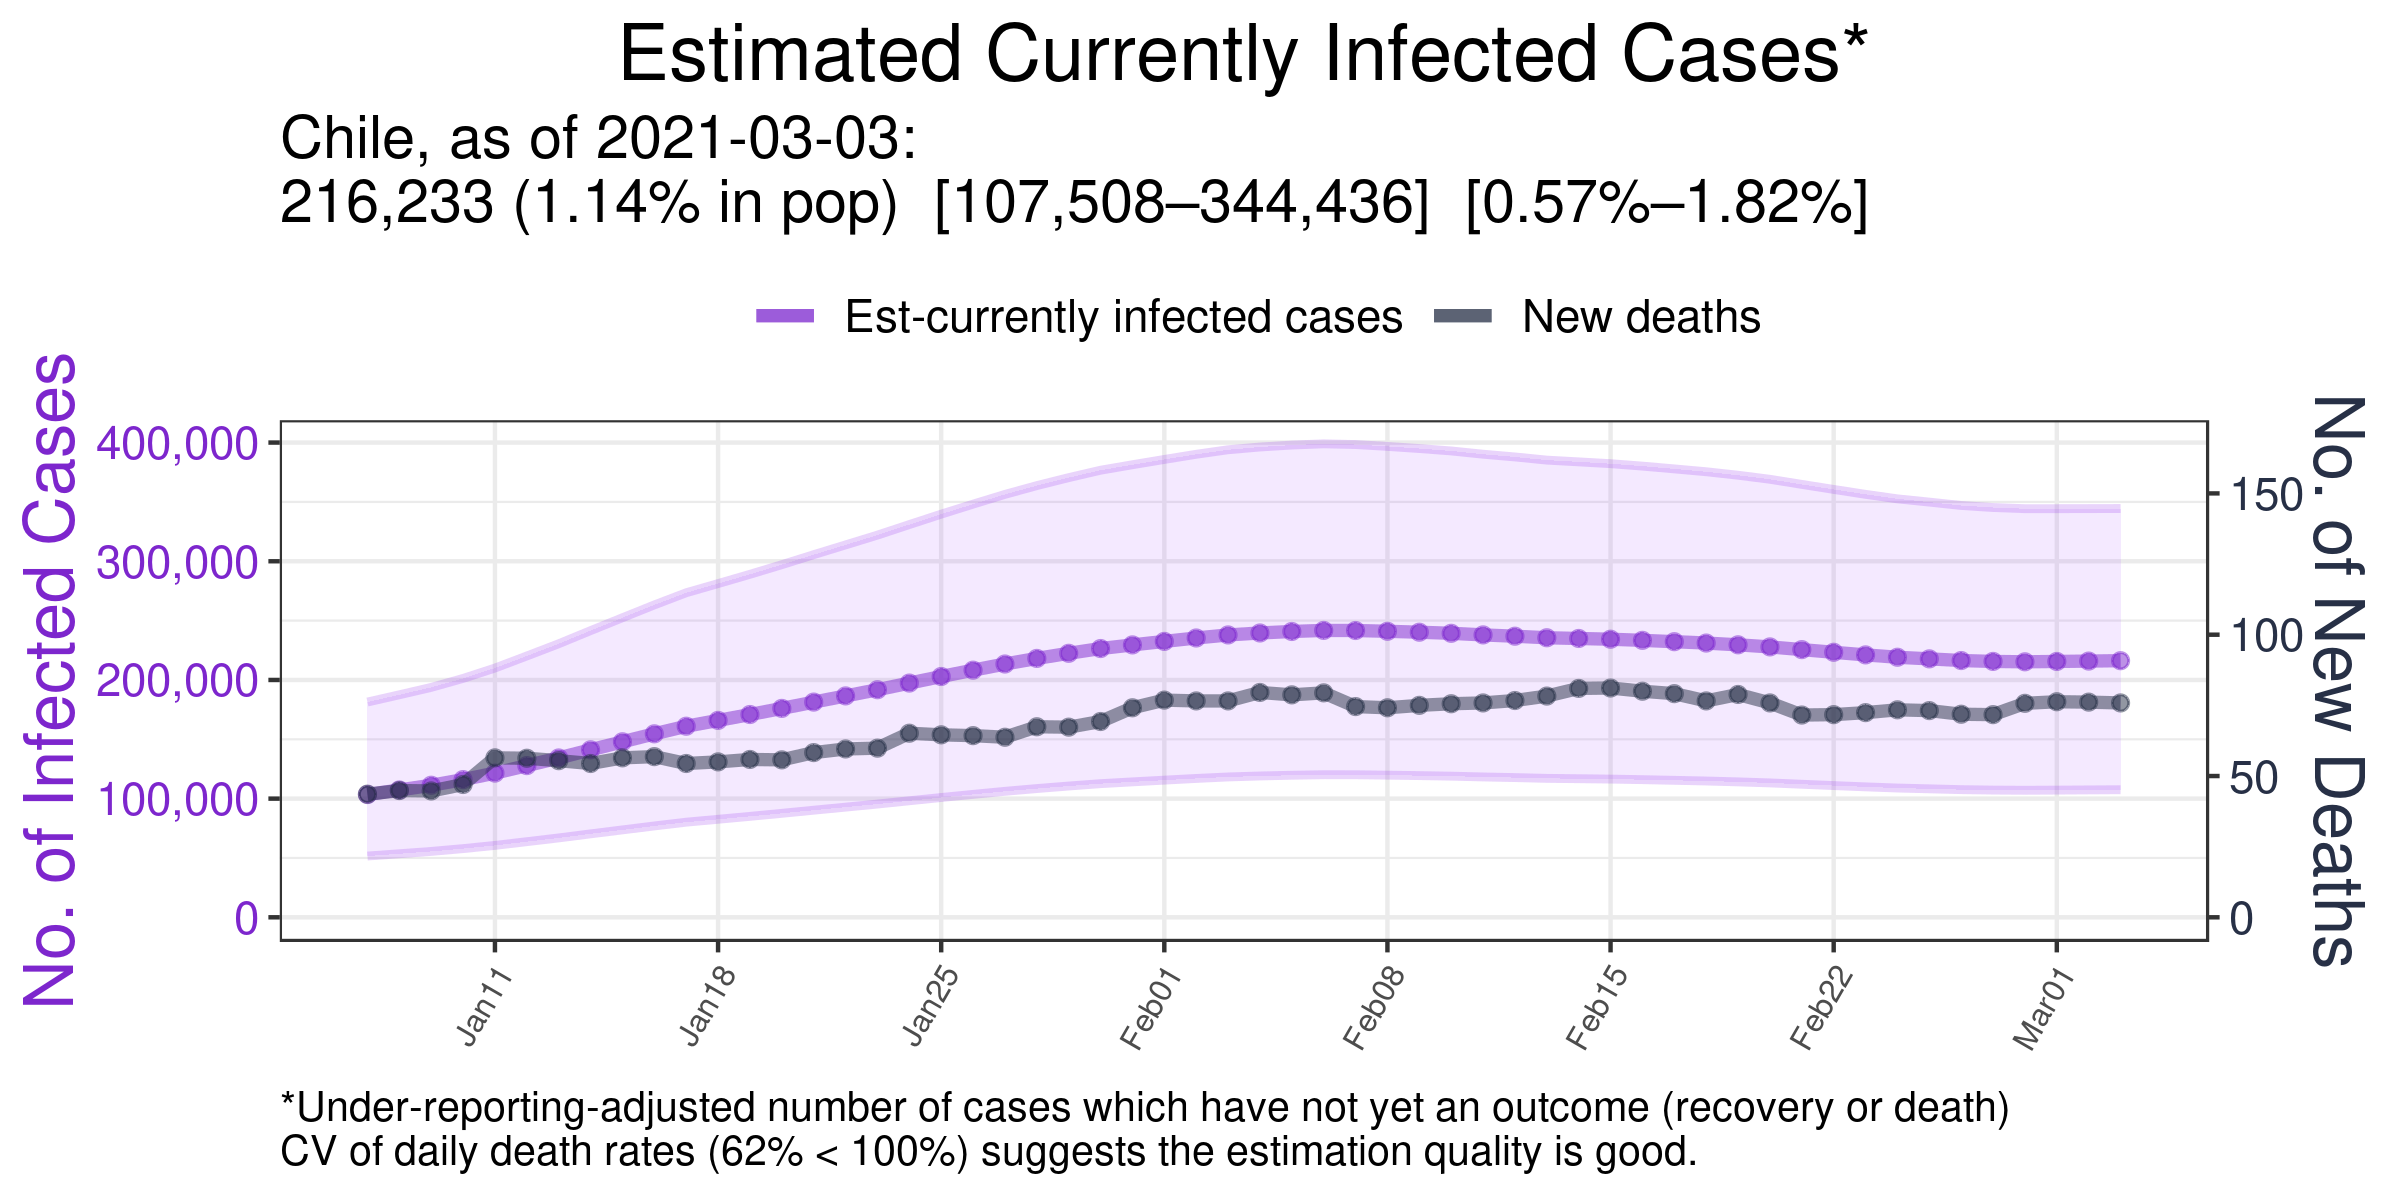 Estimated Currently Infected Cases*
Chile, as of 2021-03-03:
216,233 (1.14% in pop) [107,508–344,436] [0.57%–1.82%]
Est-currently infected cases
New deaths
No. of Infected Cases
400,000
300,000
200,000
100,000
0
No. of New Deaths
150
100
50
0
Jan11
Jan18
Jan25
Feb01
Feb08
Feb15
Feb22
Mar01
*Under-reporting-adjusted number of cases which have not yet an outcome (recovery or death)
CV of daily death rates (62% < 100%) suggests the estimation quality is good.